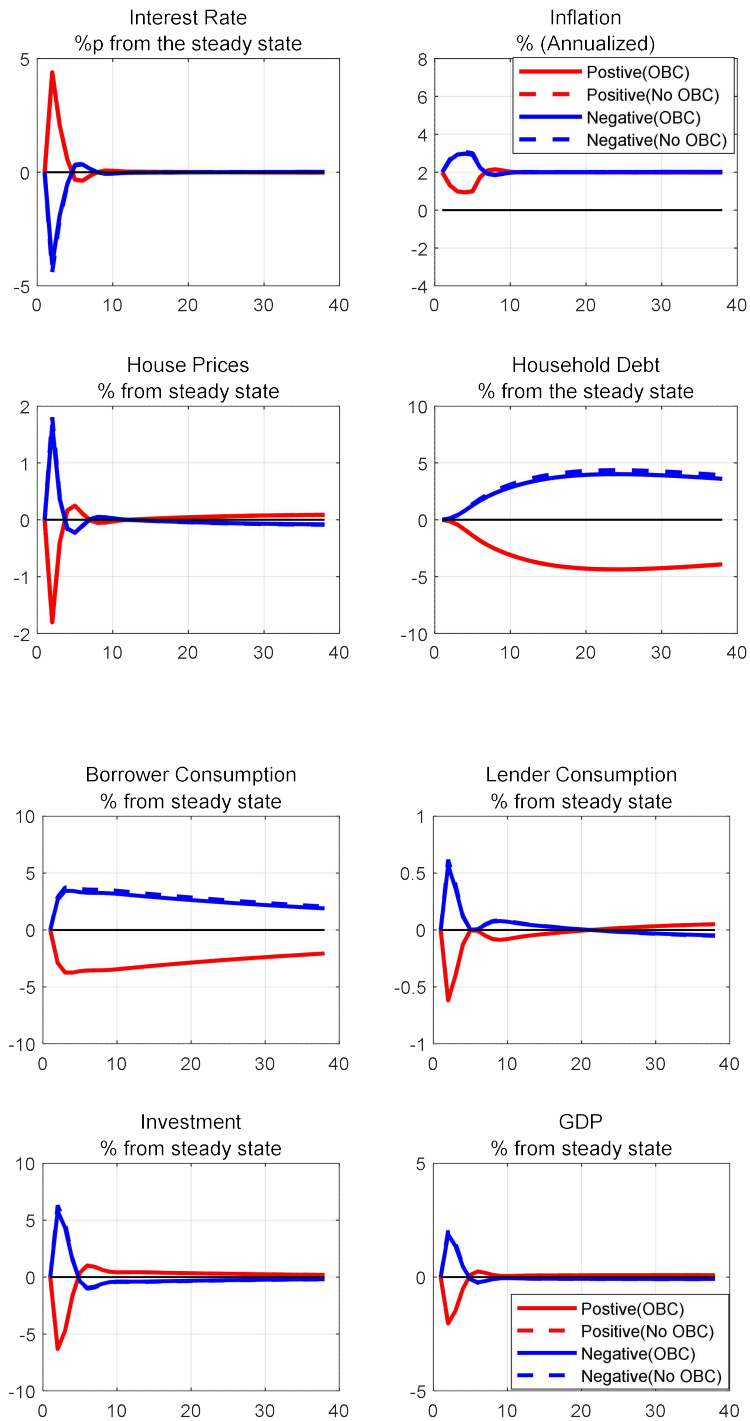 Interest Rate
%p from the steady state
5
0
-5
0 10 20 30 40
Inflation
% (Annualized)
8
6
4
2
0
-2
-4
0 10 20 30 40
Postive(OBC)
Positive(No OBC)
Negative(OBC)
Negative(No OBC)
House Prices
% from steady state
2
1
0
-1
-2
0 10 20 30 40
Household Debt
% from the steady state
10
5
0
-5
-10
0 10 20 30 40
Borrower Consumption
% from steady state
10
5
0
-5
-10
0 10 20 30 40
Lender Consumption
% from steady state
1
0.5
0
-0.5
-1
0 10 20 30 40
Investment
% from steady state
10
5
0
-5
-10
0 10 20 30 40
GDP
% from steady state
5
0
-5
0 10 20 30 40
Postive(OBC)
Positive(No OBC)
Negative(OBC)
Negative(No OBC)